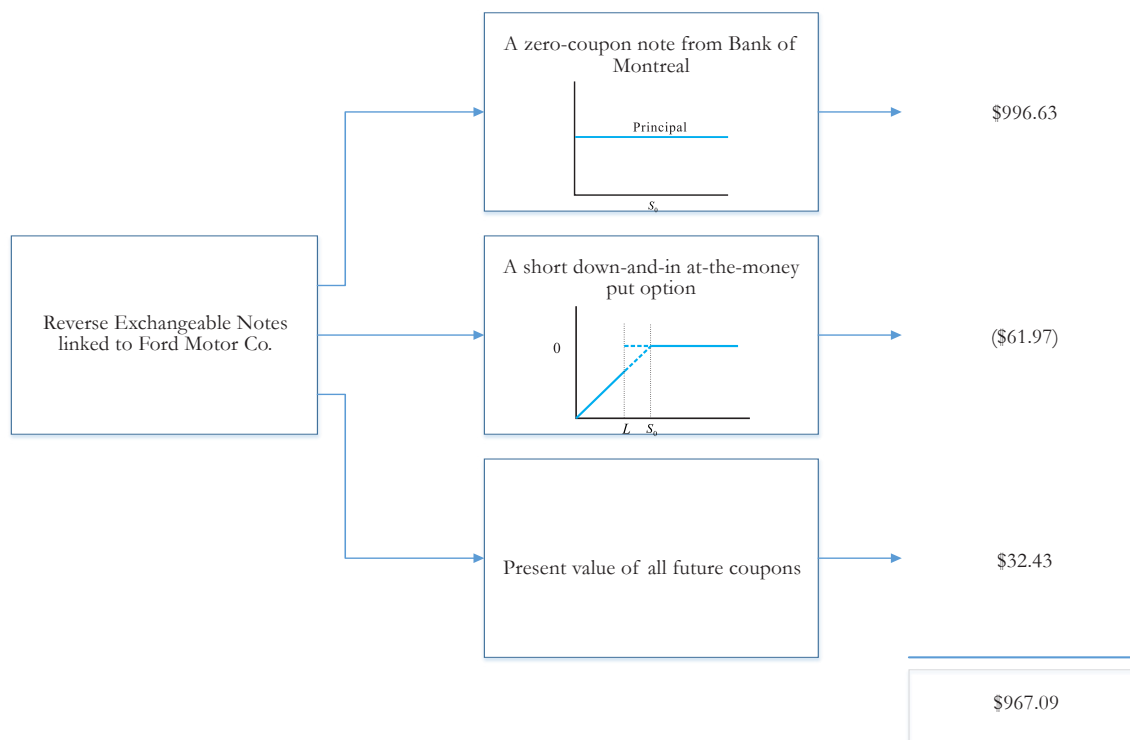 A zero-coupon note from Bank of
Montreal
Principal
S₀
$996.63
Reverse Exchangeable Notes
linked to Ford Motor Co.
A short down-and-in at-the-money
put option
0
L S₀
($61.97)
Present value of all future coupons
$32.43
$967.09